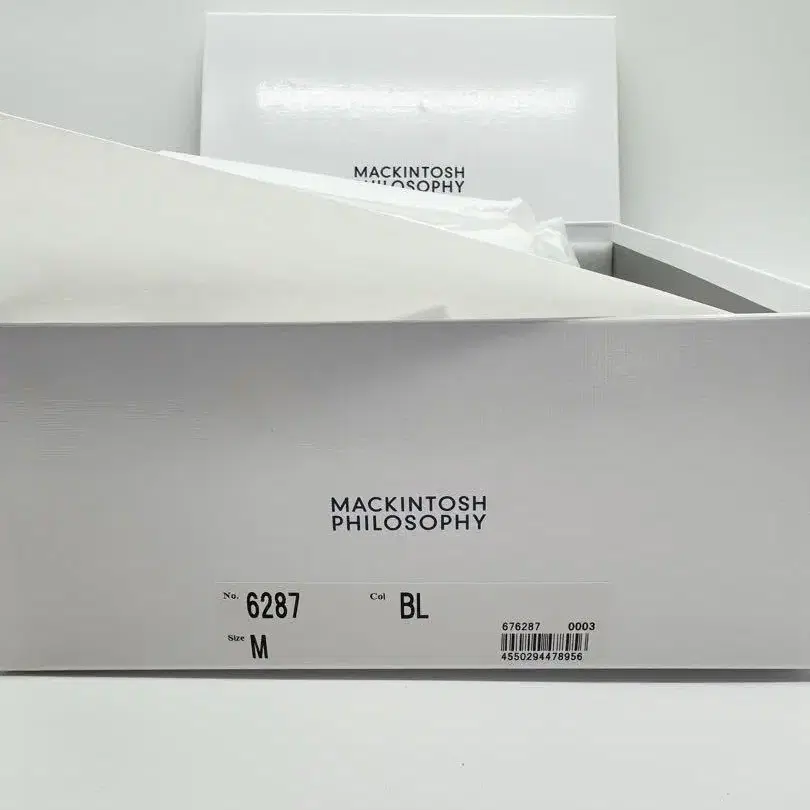 MACKINTOSH
PHILOSOPHY
MACKINTOSH
PHILOSOPHY
No. 6287 Col BL
Size M
676287 0003
4550294478956